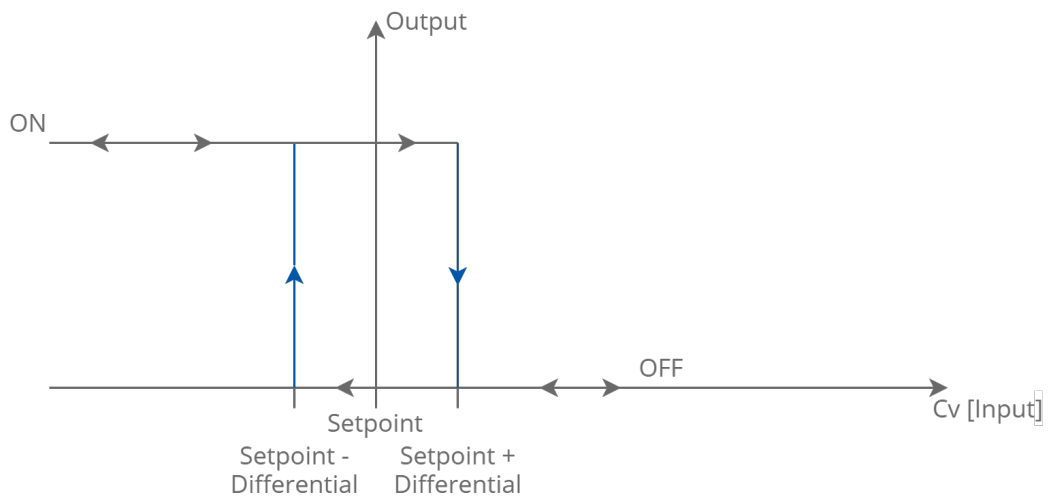 Output
ON
OFF
Cv [Input]
Setpoint
Setpoint -
Differential
Setpoint +
Differential